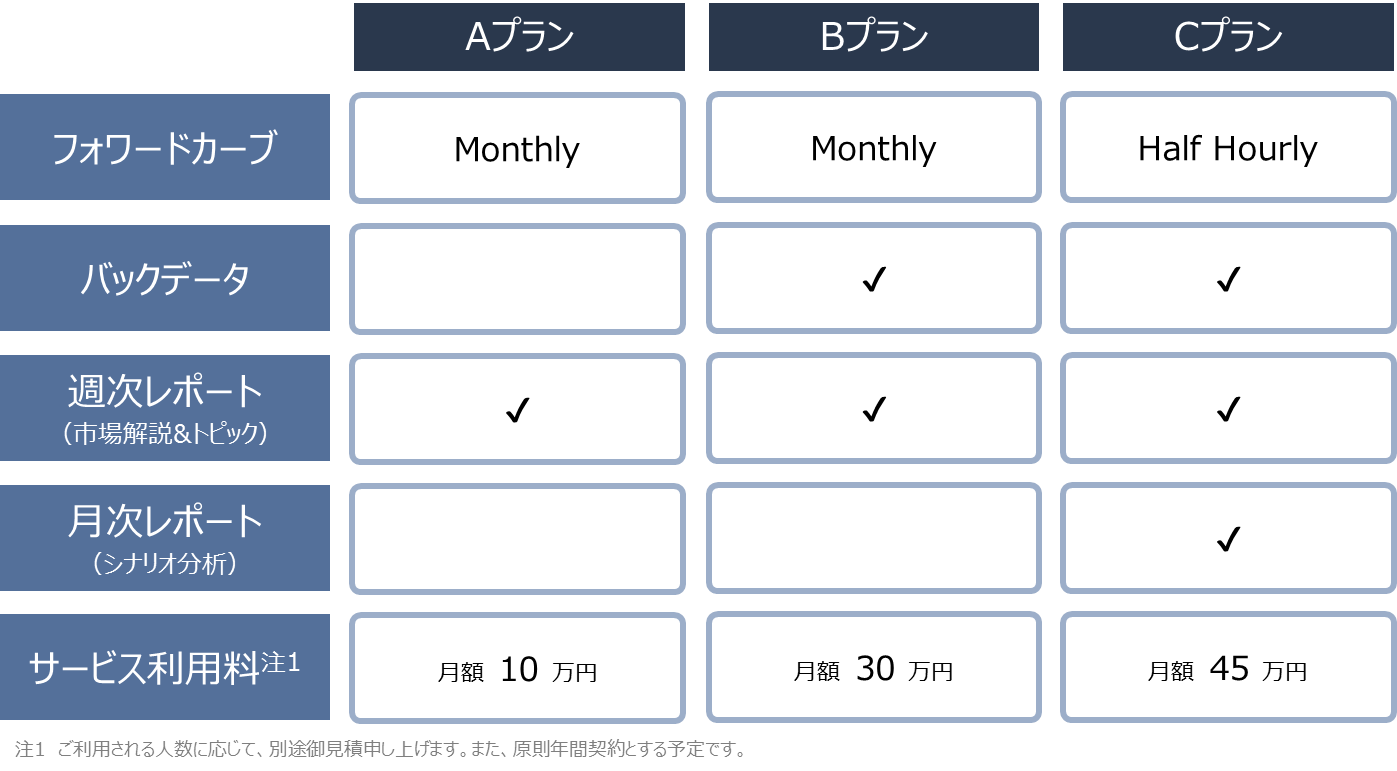 Aプラン Bプラン Cプラン
フォワードカーブ Monthly Monthly Half Hourly
バックデータ ✓ ✓
週次レポート
（市場解説&トピック） ✓ ✓ ✓
月次レポート
（シナリオ分析） ✓
サービス利用料注1 月額 10 万円 月額 30 万円 月額 45 万円
注1 ご利用される人数に応じて、別途御見積申し上げます。また、原則年間契約とする予定です。